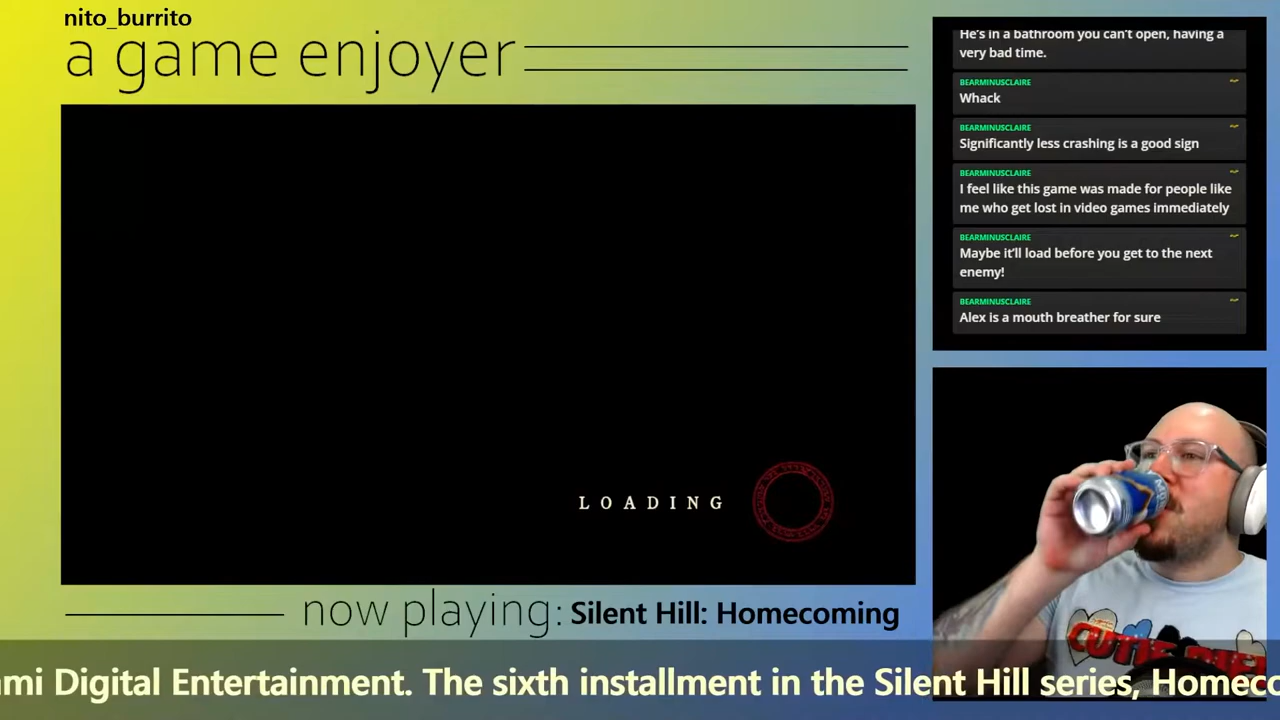 nito_burrito
a game enjoyer
He's in a bathroom you can't open, having a
very bad time.
BEARMINUSCLAIRE
Whack
BEARMINUSCLAIRE
Significantly less crashing is a good sign
BEARMINUSCLAIRE
I feel like this game was made for people like
me who get lost in video games immediately
BEARMINUSCLAIRE
Maybe it'll load before you get to the next
enemy!
BEARMINUSCLAIRE
Alex is a mouth breather for sure
LOADING
now playing: Silent Hill: Homecoming
CUTIE
ami Digital Entertainment. The sixth installment in the Silent Hill series, Homeco